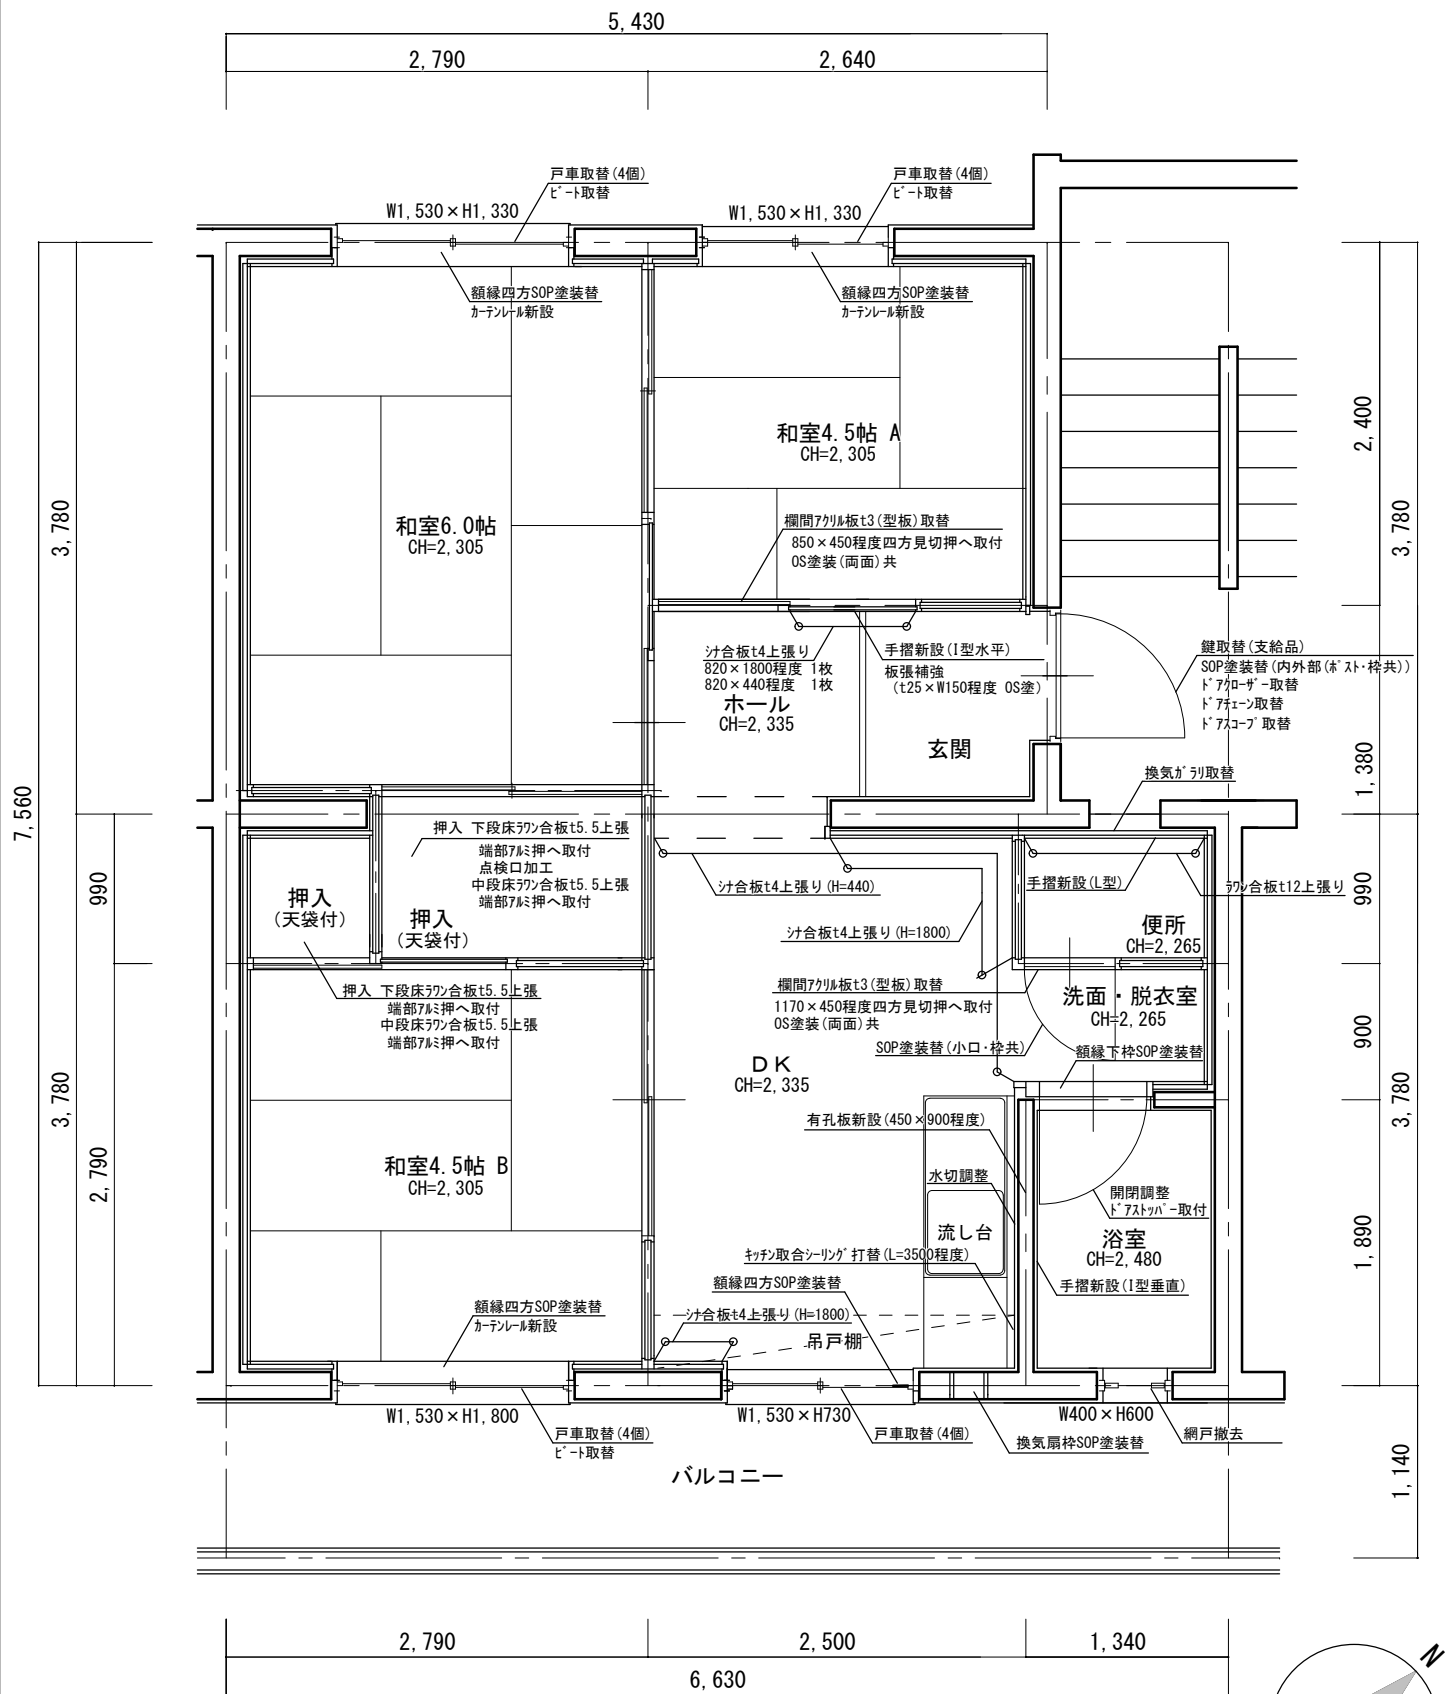 5,430
2,790
2,640
戸車取替(4個)
ﾋﾞｰﾄ取替
W1,530×H1,330
戸車取替(4個)
ﾋﾞｰﾄ取替
W1,530×H1,330
額縁四方SOP塗装替
ｶｰﾃﾝﾚｰﾙ新設
額縁四方SOP塗装替
ｶｰﾃﾝﾚｰﾙ新設
和室4.5帖 A
CH=2,305
和室6.0帖
CH=2,305
欄間ｱｸﾘﾙ板t3(型板)取替
850×450程度四方見切押へ取付
OS塗装(両面)共
2,400
3,780
3,780
7,560
ｼﾅ合板t4上張り
820×1800程度 1枚
820×440程度 1枚
手摺新設(I型水平)
板張補強
(t25×W150程度 OS塗)
鍵取替(支給品)
SOP塗装替(内外部(ﾎﾟｽﾄ・枠共))
ﾄﾞｱｸﾛｰｻﾞｰ取替
ﾄﾞｱﾁｪｰﾝ取替
ﾄﾞｱｽｺｰﾌﾟ取替
ホール
CH=2,335
玄関
換気ｶﾞﾗﾘ取替
1,380
押入 下段床ﾗﾜﾝ合板t5.5上張
端部ｱﾙﾐ押へ取付
点検口加工
中段床ﾗﾜﾝ合板t5.5上張
端部ｱﾙﾐ押へ取付
押入
(天袋付)
押入
(天袋付)
ｼﾅ合板t4上張り(H=440)
手摺新設(L型)
ﾗﾜﾝ合板t12上張り
990
990
ｼﾅ合板t4上張り(H=1800)
便所
CH=2,265
押入 下段床ﾗﾜﾝ合板t5.5上張
端部ｱﾙﾐ押へ取付
中段床ﾗﾜﾝ合板t5.5上張
端部ｱﾙﾐ押へ取付
欄間ｱｸﾘﾙ板t3(型板)取替
1170×450程度四方見切押へ取付
OS塗装(両面)共
洗面・脱衣室
CH=2,265
SOP塗装替(小口・枠共)
額縁下枠SOP塗装替
900
DK
CH=2,335
3,780
3,780
有孔板新設(450×900程度)
和室4.5帖 B
CH=2,305
2,790
水切調整
開閉調整
ﾄﾞｱｽﾄｯﾊﾟｰ取付
流し台
浴室
CH=2,480
ｷｯﾁﾝ取合ｼｰﾘﾝｸﾞ打替(L=3500程度)
額縁四方SOP塗装替
手摺新設(I型垂直)
1,890
額縁四方SOP塗装替
ｶｰﾃﾝﾚｰﾙ新設
ｼﾅ合板t4上張り(H=1800)
吊戸棚
W1,530×H1,800
W1,530×H730
W400×H600
戸車取替(4個)
ﾋﾞｰﾄ取替
戸車取替(4個)
換気扇枠SOP塗装替
網戸撤去
バルコニー
1,140
2,790
2,500
1,340
6,630
N